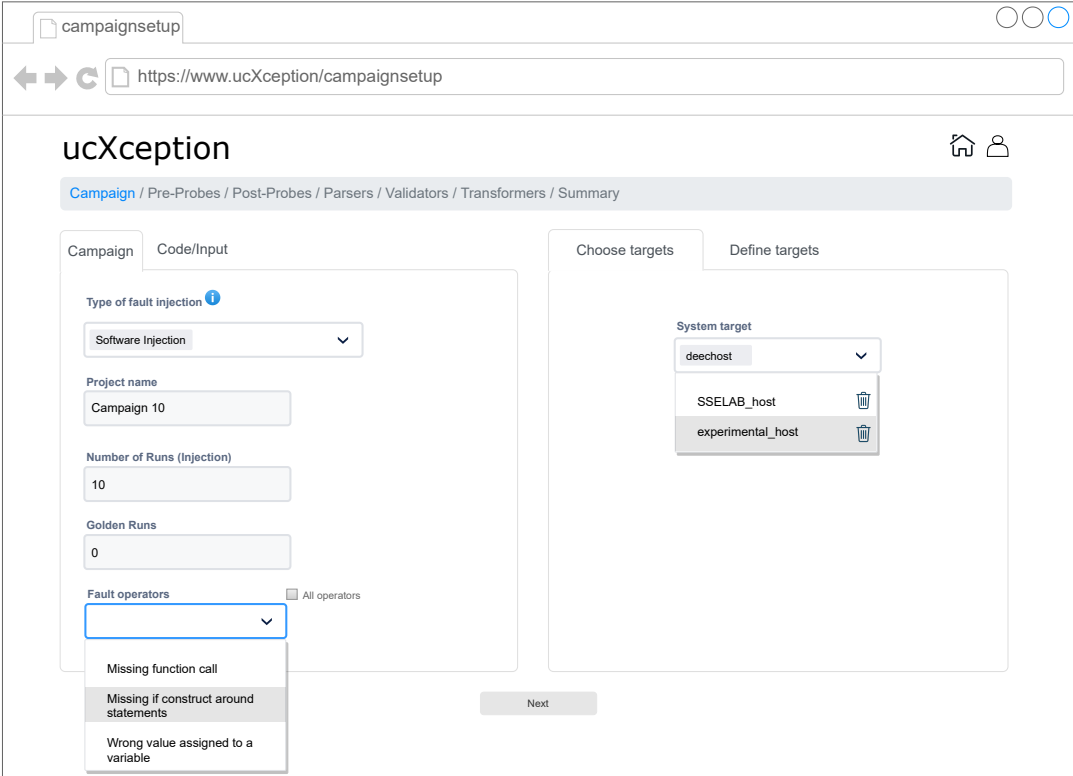 campaignsetup
https://www.ucXception/campaignsetup
ucXception
Campaign / Pre-Probes / Post-Probes / Parsers / Validators / Transformers / Summary
Campaign
Code/Input
Type of fault injection
i
Software Injection
Project name
Campaign 10
Number of Runs (Injection)
10
Golden Runs
0
Fault operators
All operators
Missing function call
Missing if construct around
statements
Wrong value assigned to a
variable
Choose targets
Define targets
System target
deechost
SSELAB_host
experimental_host
Next